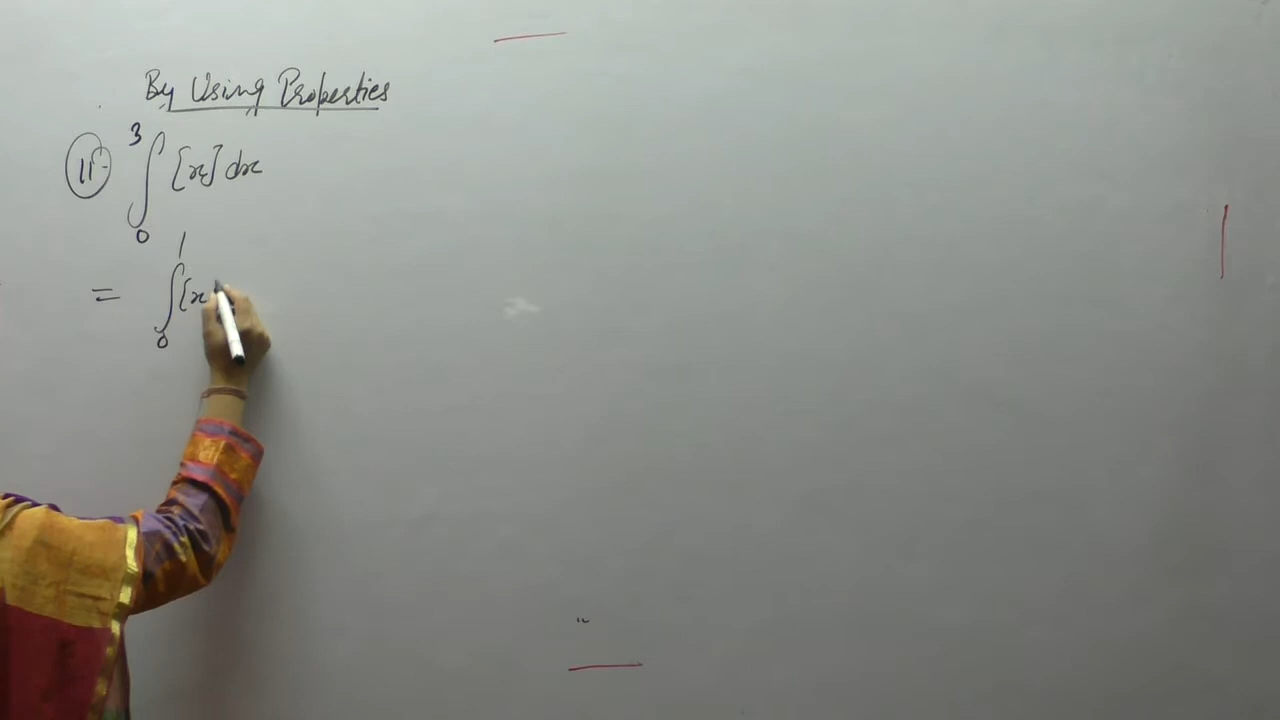 By Using Properties
11 ∫₀³ [x] dx
= ∫₀¹ [x